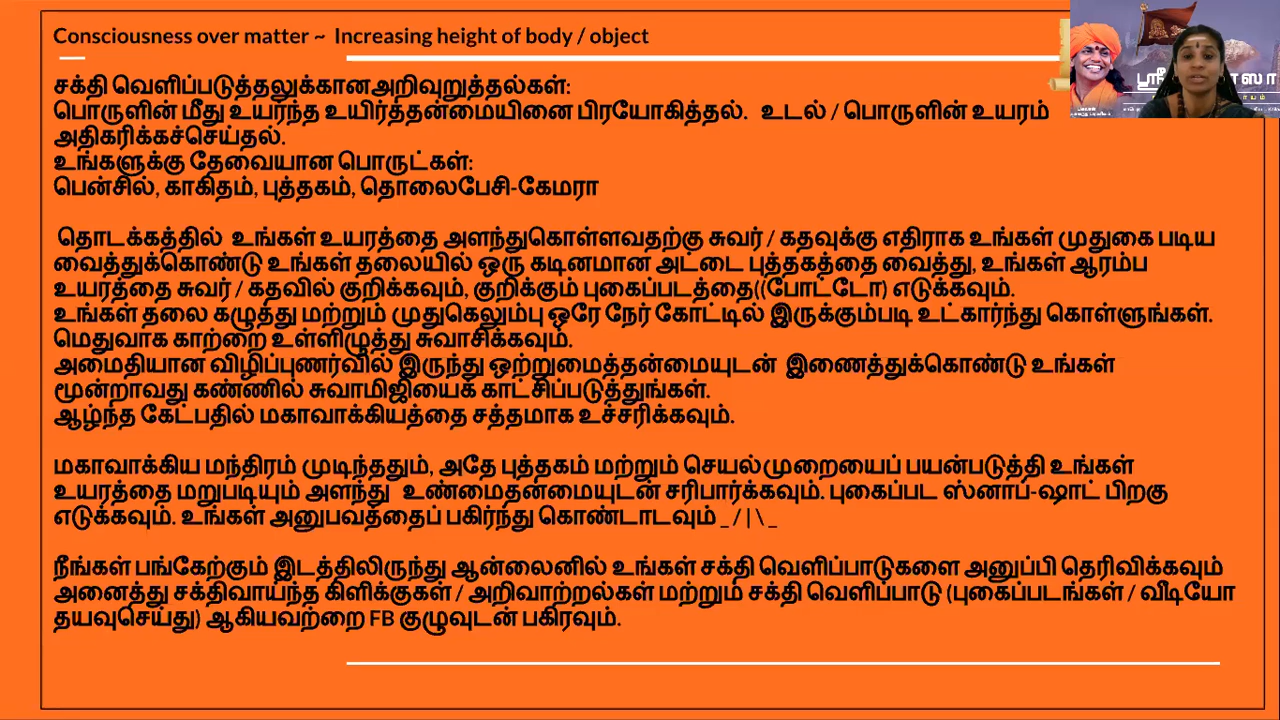 Consciousness over matter ~ Increasing height of body / object
சக்தி வெளிப்படுத்தலுக்கானஅறிவுறுத்தல்கள்:
பொருளின் மீது உயர்ந்த உயிர்த்தன்மையினை பிரயோகித்தல். உடல் / பொருளின் உயரம்
அதிகரிக்கச்செய்தல்.
உங்களுக்கு தேவையான பொருட்கள்:
பென்சில், காகிதம், புத்தகம், தொலைபேசி-கேமரா
தொடக்கத்தில் உங்கள் உயரத்தை அளந்துகொள்ளவதற்கு சுவர் / கதவுக்கு எதிராக உங்கள் முதுகை படிய
வைத்துக்கொண்டு உங்கள் தலையில் ஒரு கடினமான அட்டை புத்தகத்தை வைத்து, உங்கள் ஆரம்ப
உயரத்தை சுவர் / கதவில் குறிக்கவும், குறிக்கும் புகைப்படத்தை((போட்டோ) எடுக்கவும்.
உங்கள் தலை கழுத்து மற்றும் முதுகெலும்பு ஒரே நேர் கோட்டில் இருக்கும்படி உட்கார்ந்து கொள்ளுங்கள்.
மெதுவாக காற்றை உள்ளிழுத்து சுவாசிக்கவும்.
அமைதியான விழிப்புணர்வில் இருந்து ஒற்றுமைத்தன்மையுடன் இணைத்துக்கொண்டு உங்கள்
மூன்றாவது கண்ணில் சுவாமிஜியைக் காட்சிப்படுத்துங்கள்.
ஆழ்ந்த கேட்பதில் மகாவாக்கியத்தை சத்தமாக உச்சரிக்கவும்.
மகாவாக்கிய மந்திரம் முடிந்ததும், அதே புத்தகம் மற்றும் செயல்முறையைப் பயன்படுத்தி உங்கள்
உயரத்தை மறுபடியும் அளந்து உண்மைதன்மையுடன் சரிபார்க்கவும். புகைப்பட ஸ்னாப்-ஷாட் பிறகு
எடுக்கவும். உங்கள் அனுபவத்தைப் பகிர்ந்து கொண்டாடவும் _/|\_
நீங்கள் பங்கேற்கும் இடத்திலிருந்து ஆன்லைனில் உங்கள் சக்தி வெளிப்பாடுகளை அனுப்பி தெரிவிக்கவும்
அனைத்து சக்திவாய்ந்த கிளிக்குகள் / அறிவாற்றல்கள் மற்றும் சக்தி வெளிப்பாடு (புகைப்படங்கள் / வீடியோ
தயவுசெய்து) ஆகியவற்றை FB குழுவுடன் பகிரவும்.